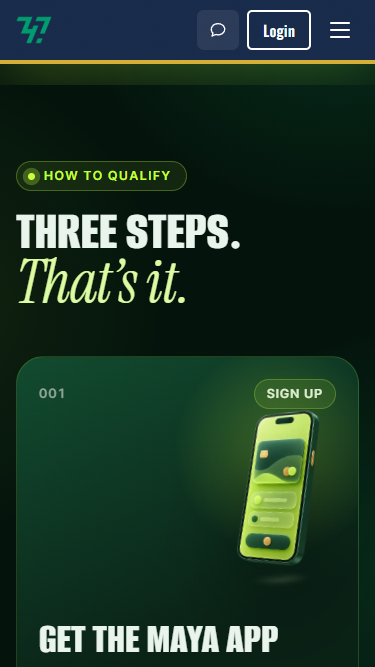 Login
HOW TO QUALIFY
THREE STEPS.
That's it.
001
SIGN UP
GET THE MAYA APP